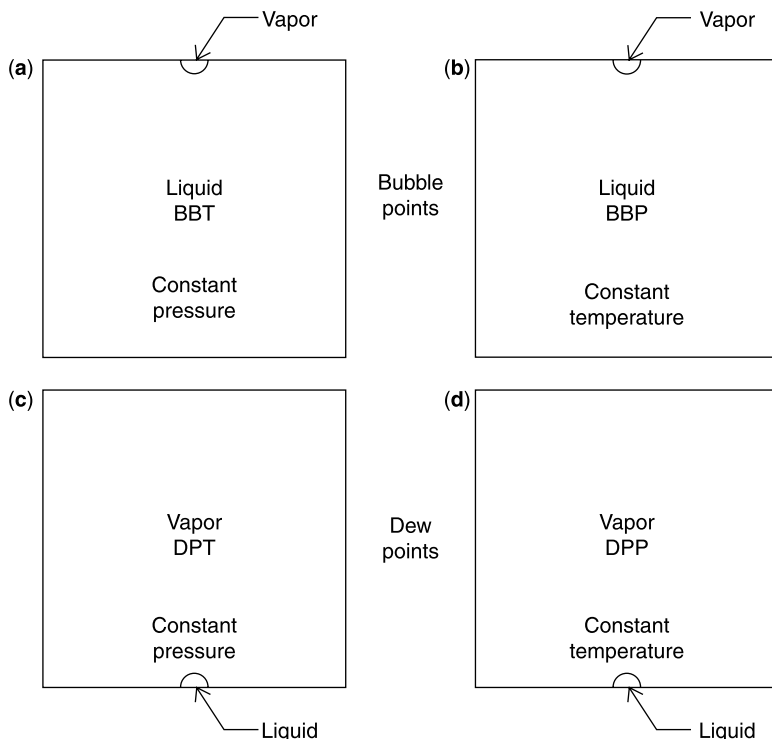 Vapor
Vapor
(a)
(b)
Liquid
BBT
Bubble
points
Liquid
BBP
Constant
pressure
Constant
temperature
(c)
(d)
Vapor
DPT
Dew
points
Vapor
DPP
Constant
pressure
Constant
temperature
Liquid
Liquid